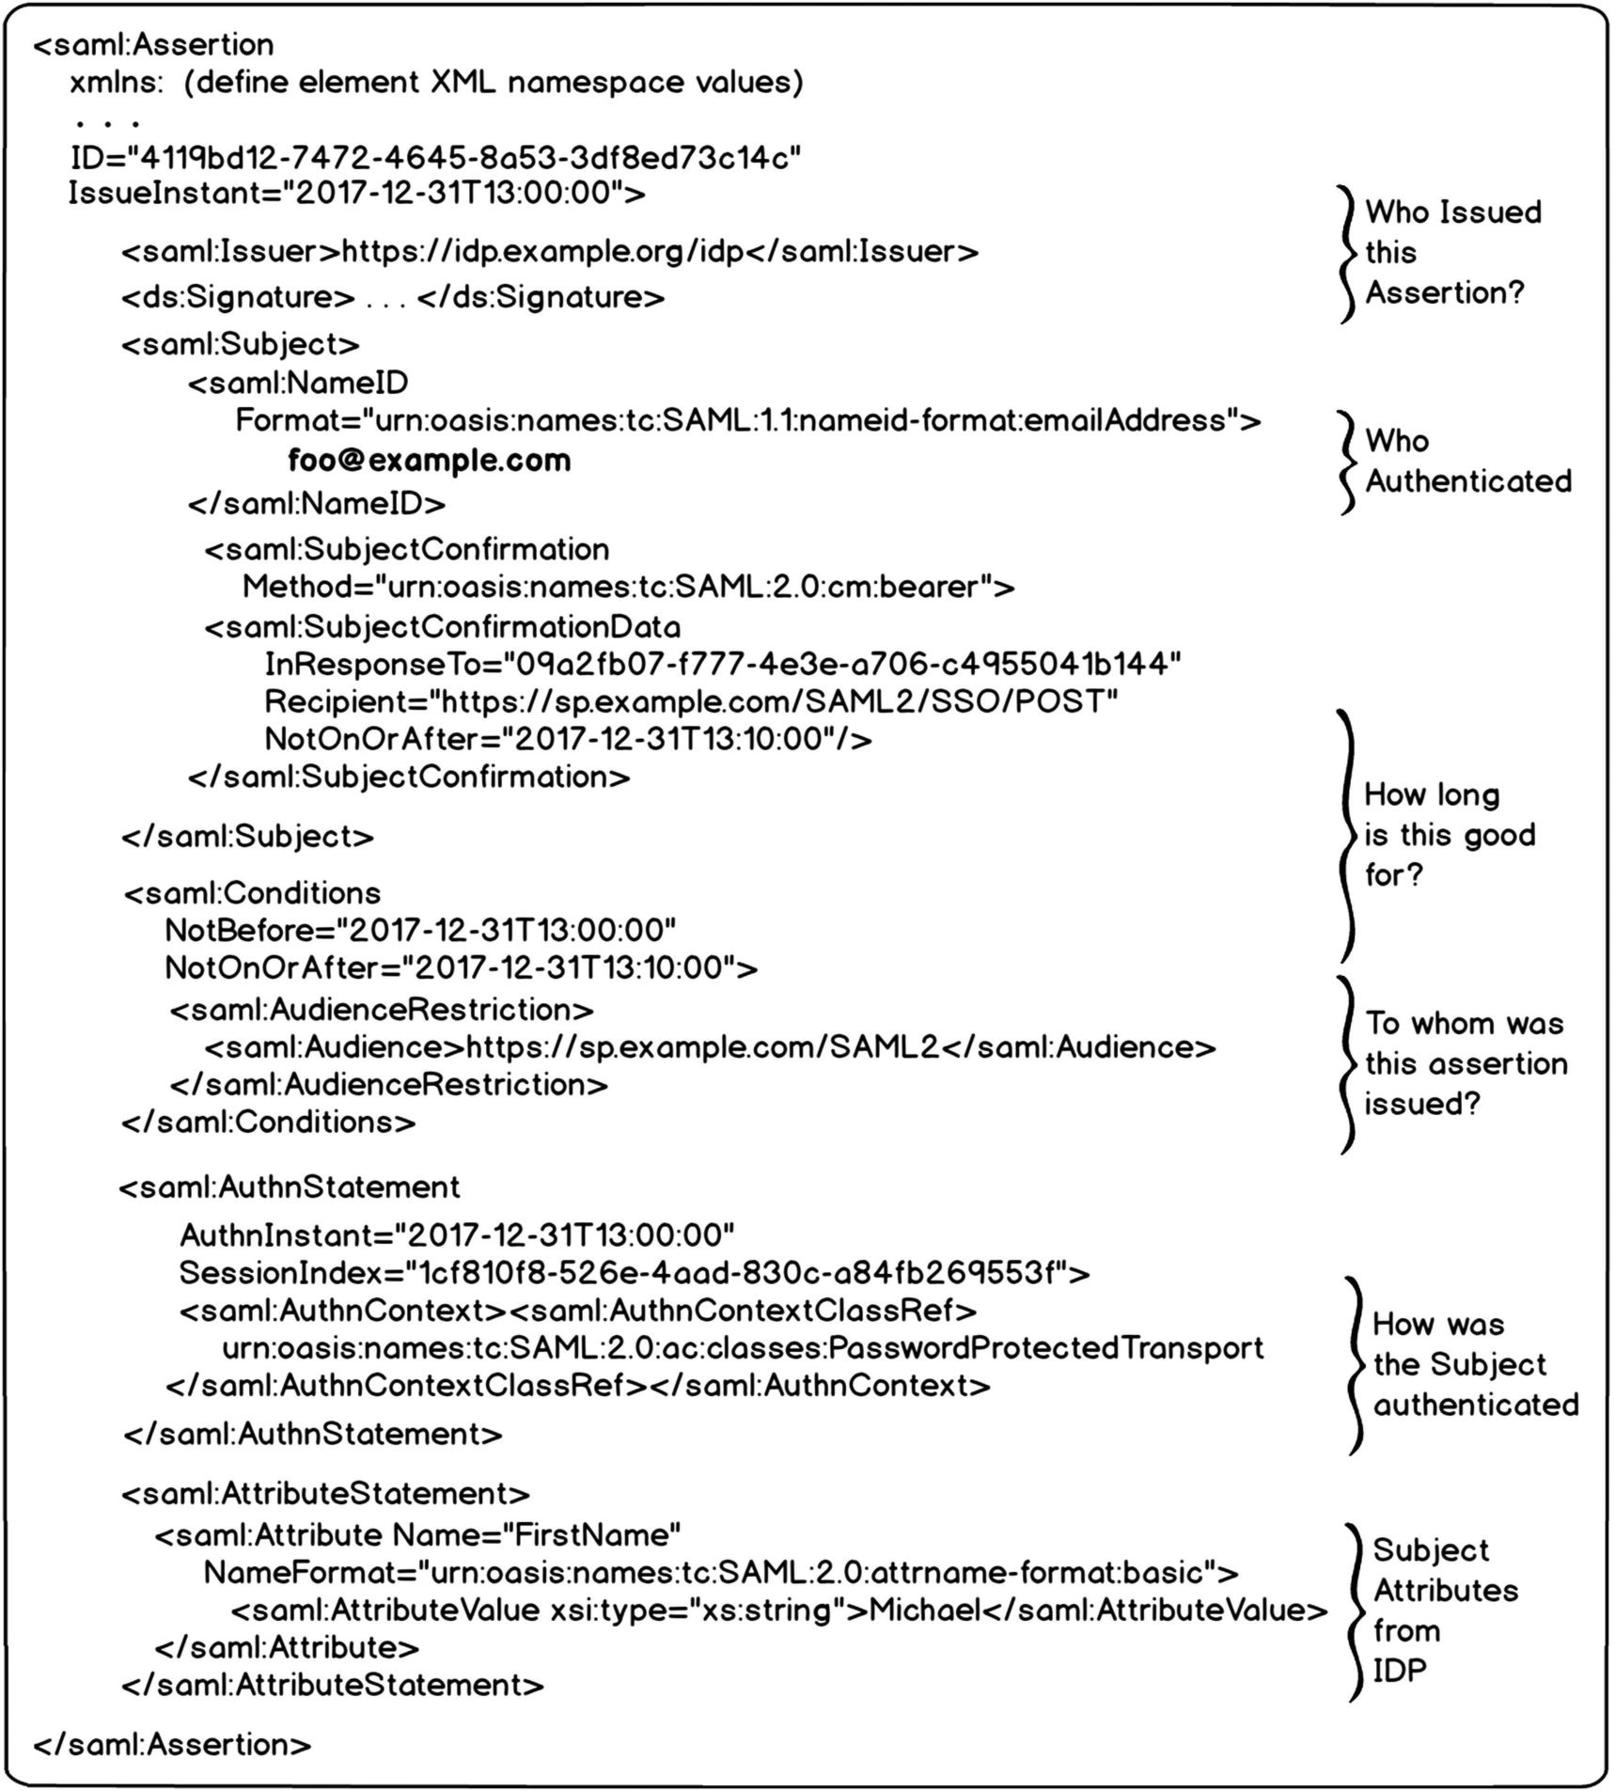 <saml:Assertion
xmlns: (define element XML namespace values)
. . .
ID="4119bd12-7472-4645-8a53-3df8ed73c14c"
IssueInstant="2017-12-31T13:00:00">
<saml:Issuer>https://idp.example.org/idp</saml:Issuer>
<ds:Signature> . . . </ds:Signature>
Who Issued
this
Assertion?
<saml:Subject>
<saml:NameID
Format="urn:oasis:names:tc:SAML:1.1:nameid-format:emailAddress">
foo@example.com
</saml:NameID>
Who
Authenticated
<saml:SubjectConfirmation
Method="urn:oasis:names:tc:SAML:2.0:cm:bearer">
<saml:SubjectConfirmationData
InResponseTo="09a2fb07-f777-4e3e-a706-c4955041b144"
Recipient="https://sp.example.com/SAML2/SSO/POST"
NotOnOrAfter="2017-12-31T13:10:00"/>
</saml:SubjectConfirmation>
</saml:Subject>
<saml:Conditions
NotBefore="2017-12-31T13:00:00"
NotOnOrAfter="2017-12-31T13:10:00">
How long
is this good
for?
<saml:AudienceRestriction>
<saml:Audience>https://sp.example.com/SAML2</saml:Audience>
</saml:AudienceRestriction>
</saml:Conditions>
To whom was
this assertion
issued?
<saml:AuthnStatement
AuthnInstant="2017-12-31T13:00:00"
SessionIndex="1cf810f8-526e-4aad-830c-a84fb269553f">
<saml:AuthnContext><saml:AuthnContextClassRef>
urn:oasis:names:tc:SAML:2.0:ac:classes:PasswordProtectedTransport
</saml:AuthnContextClassRef></saml:AuthnContext>
</saml:AuthnStatement>
How was
the Subject
authenticated
<saml:AttributeStatement>
<saml:Attribute Name="FirstName"
NameFormat="urn:oasis:names:tc:SAML:2.0:attrname-format:basic">
<saml:AttributeValue xsi:type="xs:string">Michael</saml:AttributeValue>
</saml:Attribute>
</saml:AttributeStatement>
Subject
Attributes
from
IDP
</saml:Assertion>